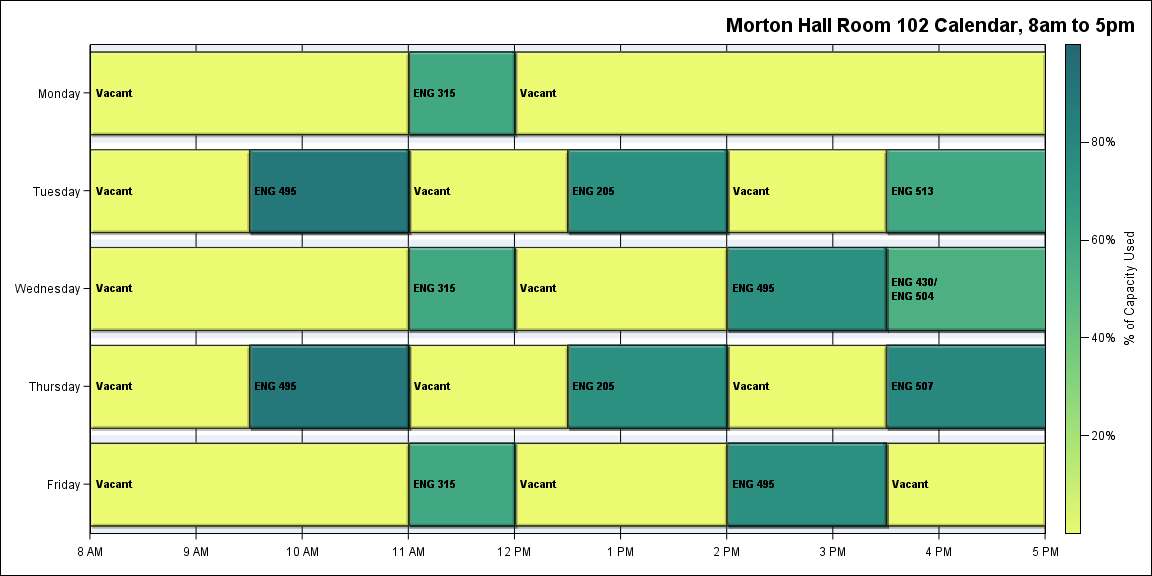 Morton Hall Room 102 Calendar, 8am to 5pm
Monday
Vacant
ENG 315
Vacant
Tuesday
Vacant
ENG 495
Vacant
ENG 205
Vacant
ENG 513
Wednesday
Vacant
ENG 315
Vacant
ENG 495
ENG 430/
ENG 504
Thursday
Vacant
ENG 495
Vacant
ENG 205
Vacant
ENG 507
Friday
Vacant
ENG 315
Vacant
ENG 495
Vacant
8 AM
9 AM
10 AM
11 AM
12 PM
1 PM
2 PM
3 PM
4 PM
5 PM
80%
60%
40%
20%
% of Capacity Used